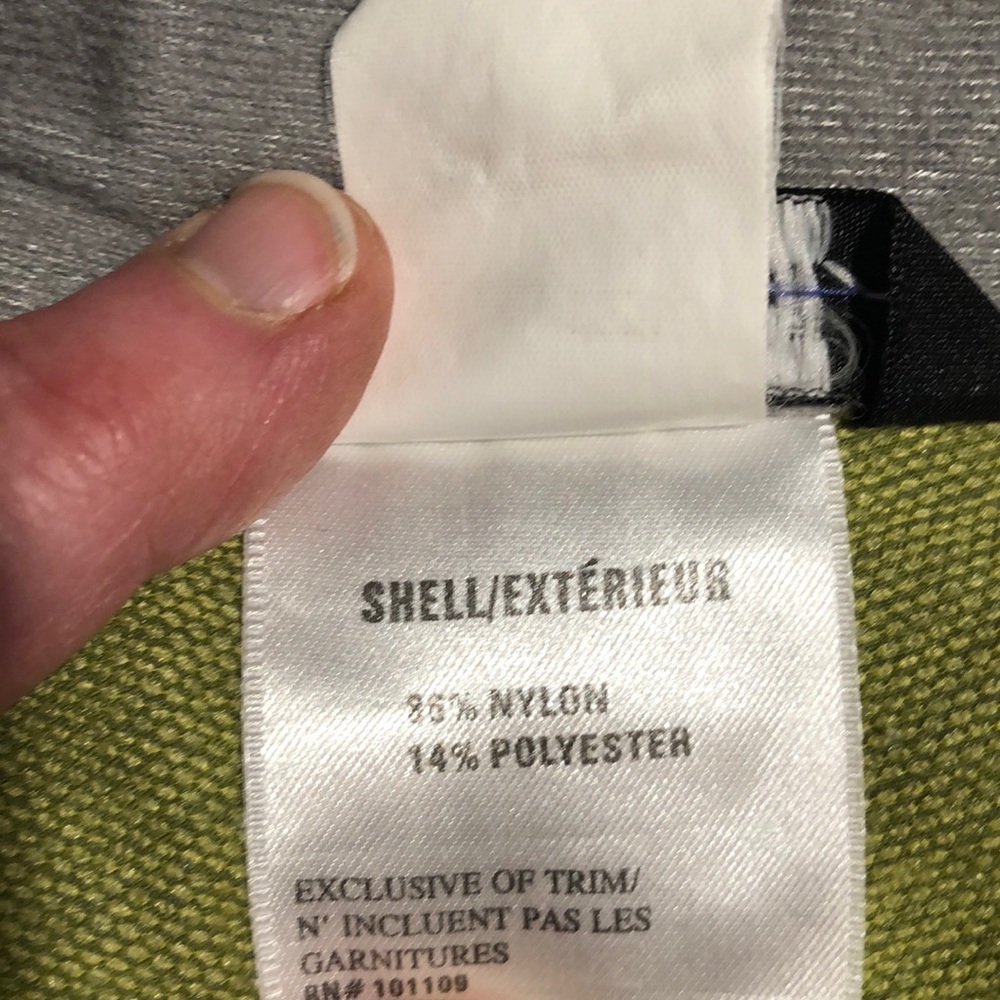 SHELL/EXTÉRIEUR
86% NYLON
14% POLYESTER
EXCLUSIVE OF TRIM/
N' INCLUENT PAS LES
GARNITURES
RN# 101109